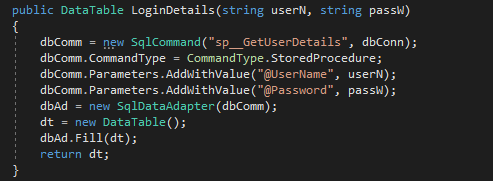 public DataTable LoginDetails(string userN, string passW)
{
dbComm = new SqlCommand("sp__GetUserDetails", dbConn);
dbComm.CommandType = CommandType.StoredProcedure;
dbComm.Parameters.AddWithValue("@UserName", userN);
dbComm.Parameters.AddWithValue("@Password", passW);
dbAd = new SqlDataAdapter(dbComm);
dt = new DataTable();
dbAd.Fill(dt);
return dt;
}